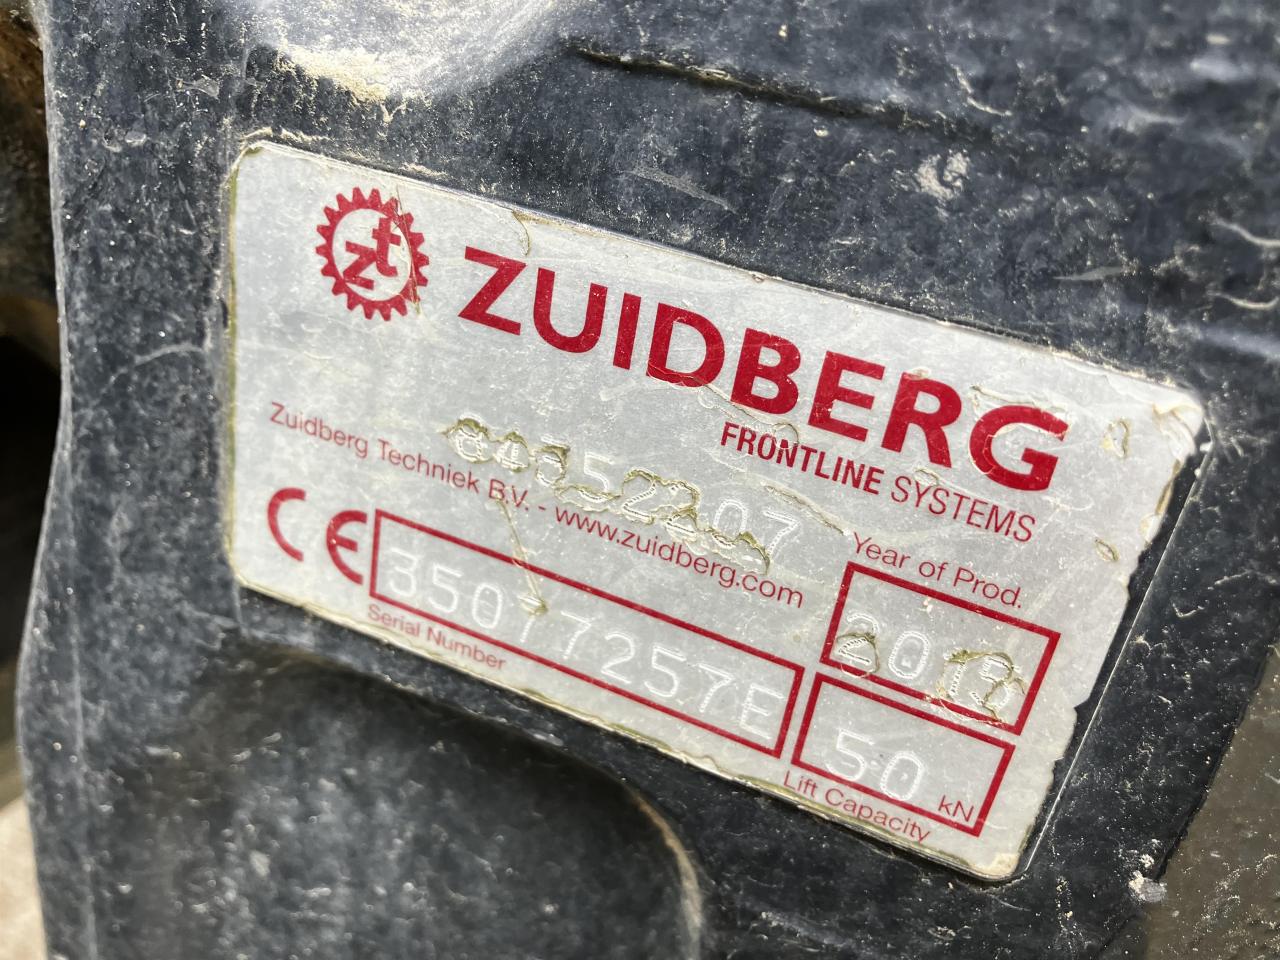 zt
ZUIDBERG
FRONTLINE SYSTEMS
Zuidberg Techniek B.V. - www.zuidberg.com
Year of Prod.
CE
35077257E
Serial Number
50 kN
Lift Capacity